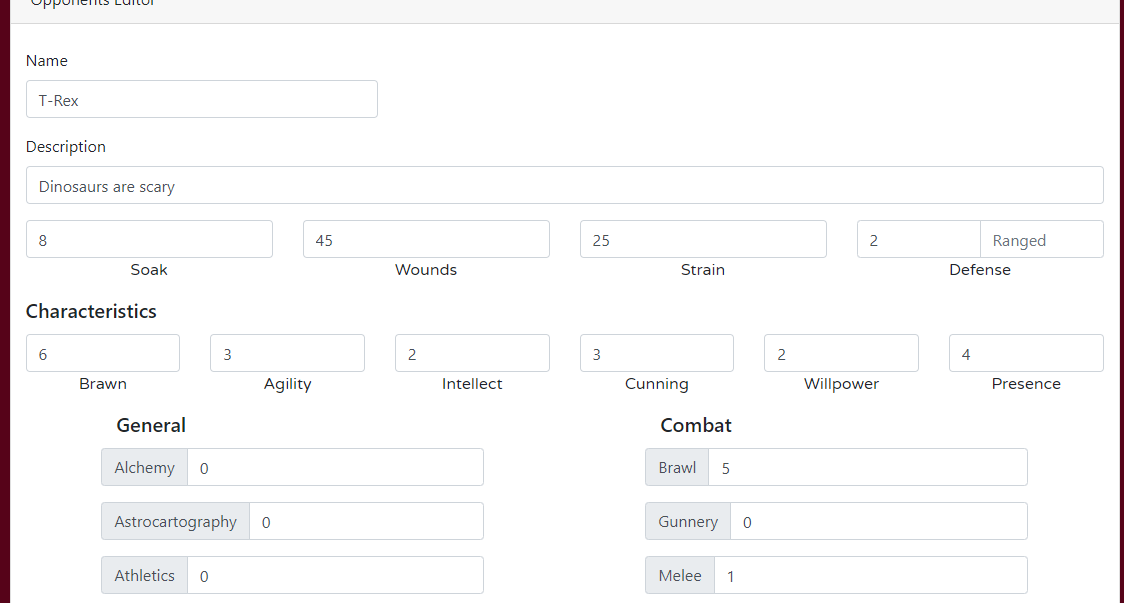 Opponents Editor
Name
T-Rex
Description
Dinosaurs are scary
8 45 25 2 Ranged
Soak Wounds Strain Defense
Characteristics
6 3 2 3 2 4
Brawn Agility Intellect Cunning Willpower Presence
General Combat
Alchemy 0 Brawl 5
Astrocartography 0 Gunnery 0
Athletics 0 Melee 1